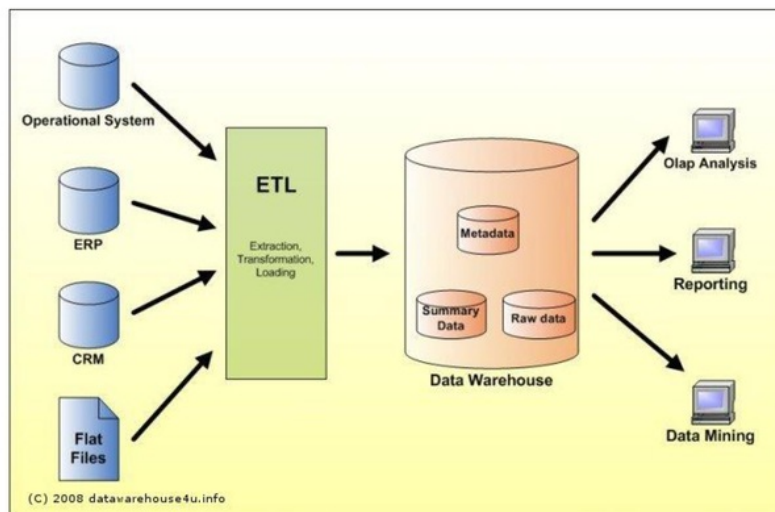 Operational System
ERP
CRM
Flat
Files
ETL
Extraction,
Transformation,
Loading
Metadata
Summary
Data
Raw data
Data Warehouse
Olap Analysis
Reporting
Data Mining
(C) 2008 datawarehouse4u.info